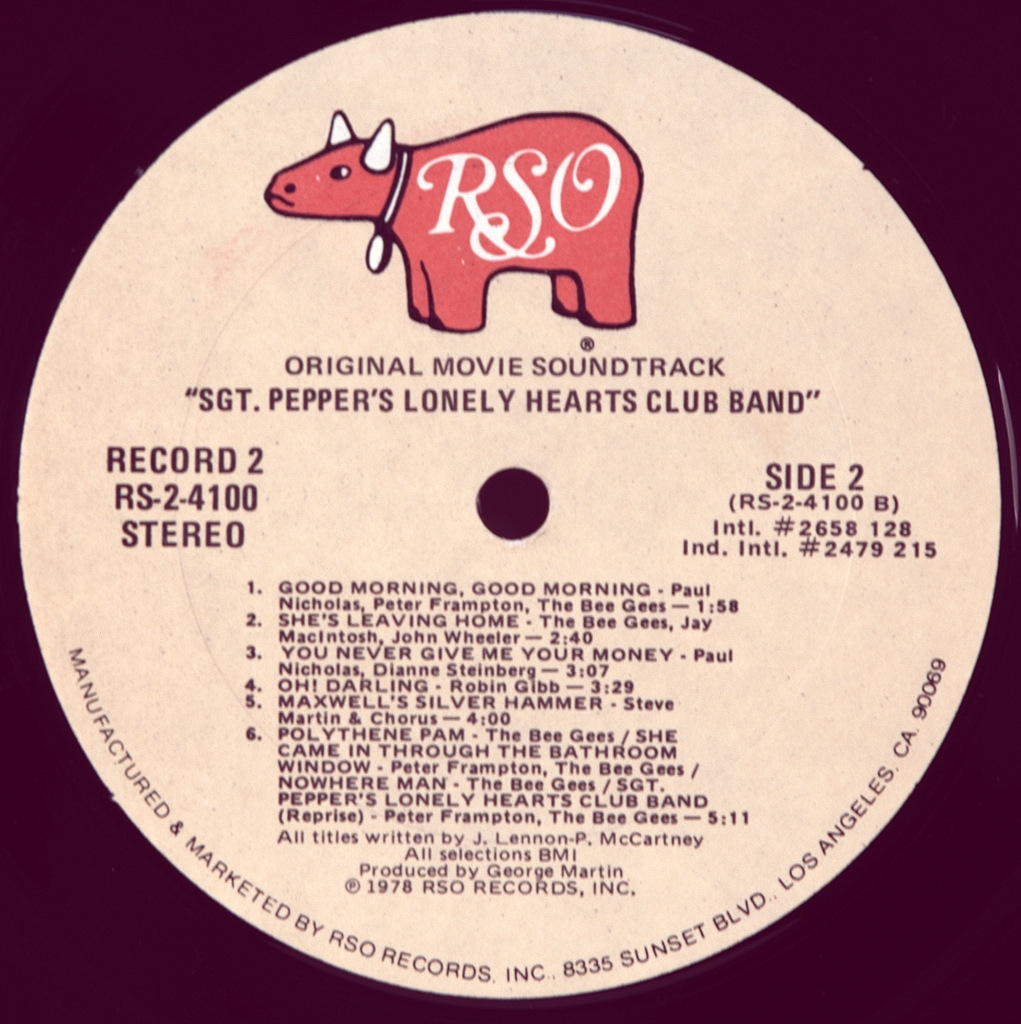 RSO
®
ORIGINAL MOVIE SOUNDTRACK
"SGT. PEPPER'S LONELY HEARTS CLUB BAND"
RECORD 2
RS-2-4100
STEREO
SIDE 2
(RS-2-4100 B)
Intl. #2658 128
Ind. Intl. #2479 215
1. GOOD MORNING, GOOD MORNING - Paul
Nicholas, Peter Frampton, The Bee Gees — 1:58
2. SHE'S LEAVING HOME - The Bee Gees, Jay
MacIntosh, John Wheeler — 2:40
3. YOU NEVER GIVE ME YOUR MONEY - Paul
Nicholas, Dianne Steinberg — 3:07
4. OH! DARLING - Robin Gibb — 3:29
5. MAXWELL'S SILVER HAMMER - Steve
Martin & Chorus — 4:00
6. POLYTHENE PAM - The Bee Gees / SHE
CAME IN THROUGH THE BATHROOM
WINDOW - Peter Frampton, The Bee Gees /
NOWHERE MAN - The Bee Gees / SGT.
PEPPER'S LONELY HEARTS CLUB BAND
(Reprise) - Peter Frampton, The Bee Gees — 5:11
All titles written by J. Lennon-P. McCartney
All selections BMI
Produced by George Martin
℗ 1978 RSO RECORDS, INC.
MANUFACTURED & MARKETED BY RSO RECORDS, INC., 8335 SUNSET BLVD., LOS ANGELES, CA. 90069